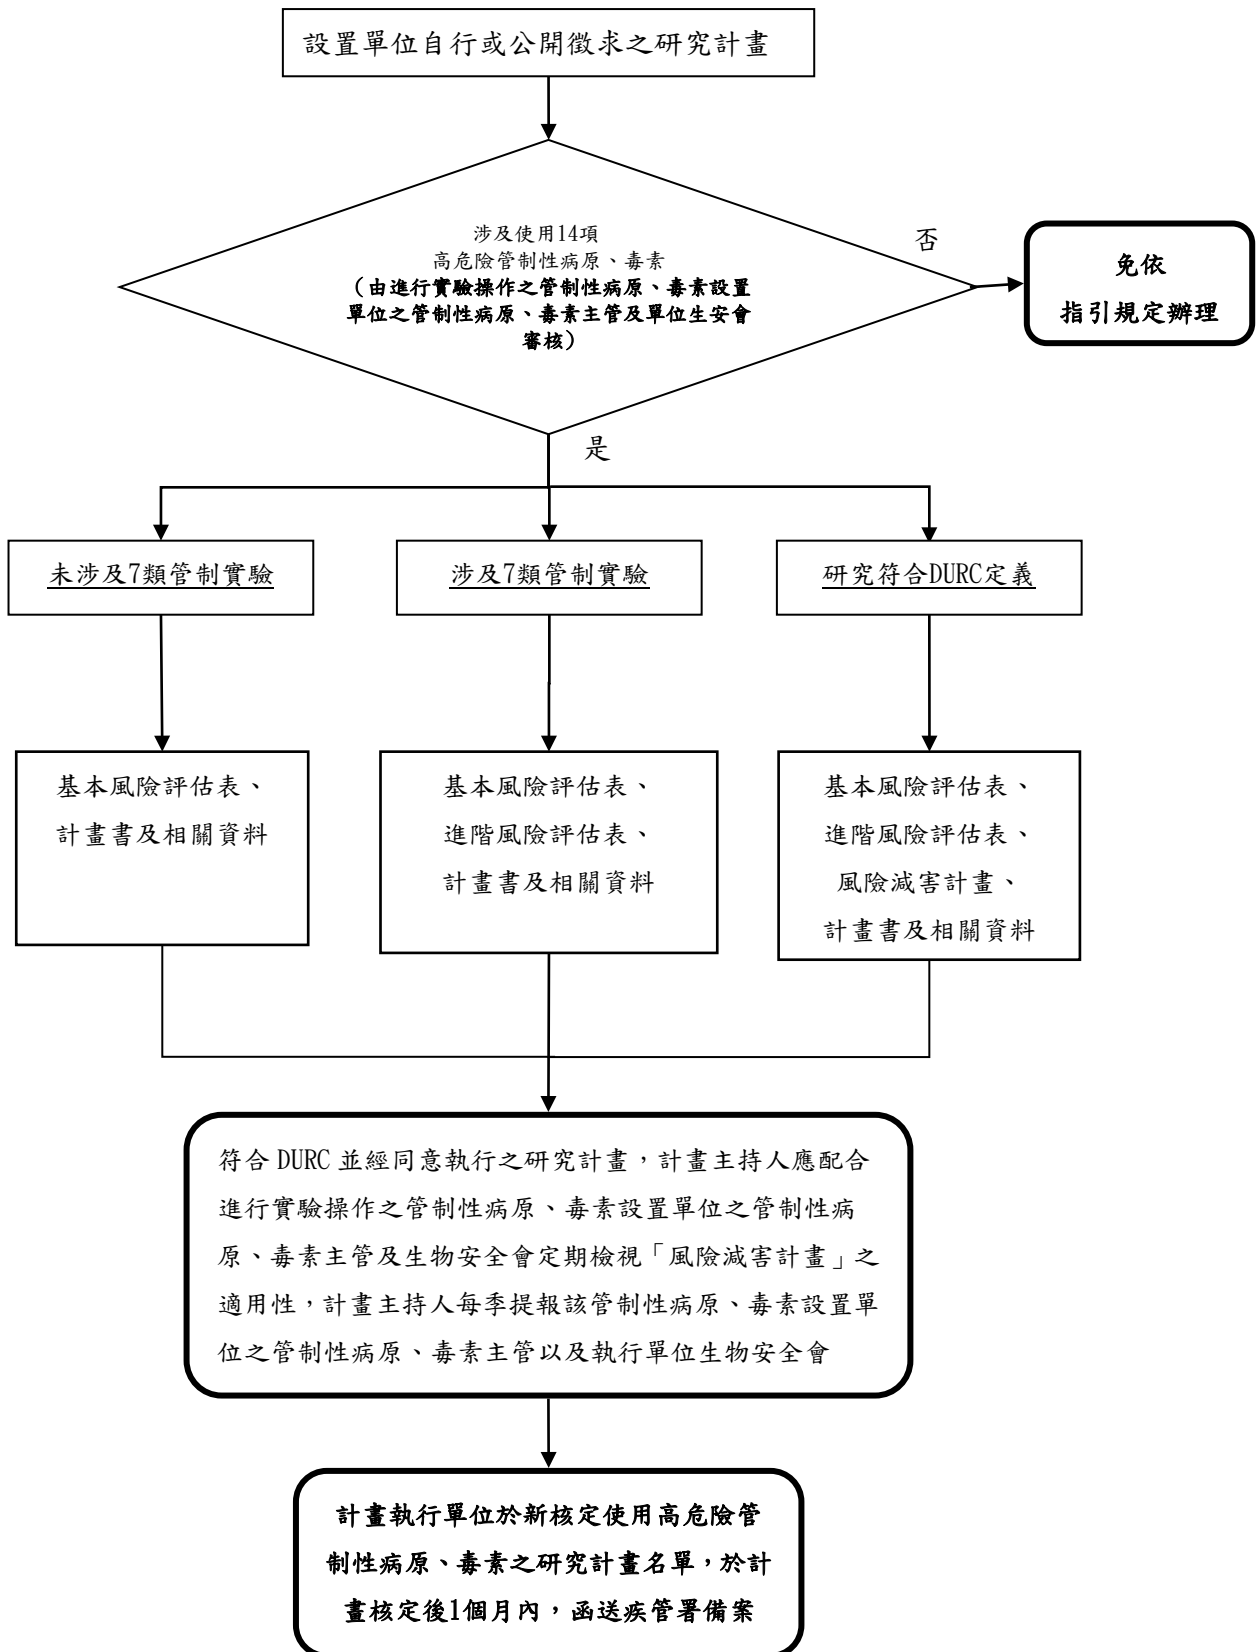 設置單位自行或公開徵求之研究計畫
涉及使用14項
高危險管制性病原、毒素
（由進行實驗操作之管制性病原、毒素設置
單位之管制性病原、毒素主管及單位生安會
審核）
否
免依
指引規定辦理
是
未涉及7類管制實驗
涉及7類管制實驗
研究符合DURC定義
基本風險評估表、
計畫書及相關資料
基本風險評估表、
進階風險評估表、
計畫書及相關資料
基本風險評估表、
進階風險評估表、
風險減害計畫、
計畫書及相關資料
符合 DURC 並經同意執行之研究計畫，計畫主持人應配合
進行實驗操作之管制性病原、毒素設置單位之管制性病
原、毒素主管及生物安全會定期檢視「風險減害計畫」之
適用性，計畫主持人每季提報該管制性病原、毒素設置單
位之管制性病原、毒素主管以及執行單位生物安全會
計畫執行單位於新核定使用高危險管
制性病原、毒素之研究計畫名單，於計
畫核定後1個月內，函送疾管署備案